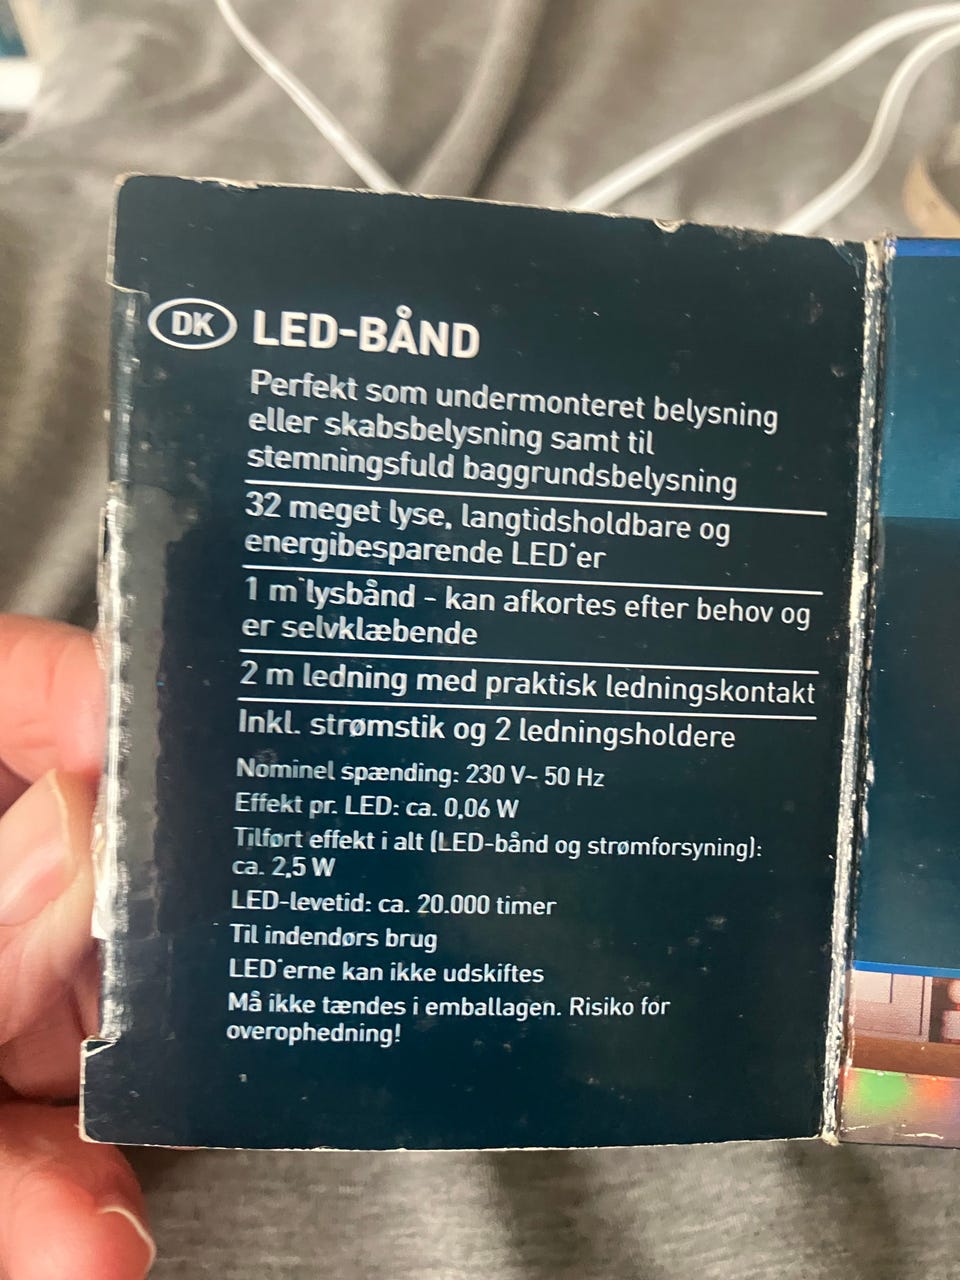 DK LED-BÅND
Perfekt som undermonteret belysning
eller skabsbelysning samt til
stemningsfuld baggrundsbelysning
32 meget lyse, langtidsholdbare og
energibesparende LED'er
1 m lysbånd - kan afkortes efter behov og
er selvklæbende
2 m ledning med praktisk ledningskontakt
Inkl. strømstik og 2 ledningsholdere
Nominel spænding: 230 V~ 50 Hz
Effekt pr. LED: ca. 0,06 W
Tilført effekt i alt (LED-bånd og strømforsyning):
ca. 2,5 W
LED-levetid: ca. 20.000 timer
Til indendørs brug
LED'erne kan ikke udskiftes
Må ikke tændes i emballagen. Risiko for
overophedning!